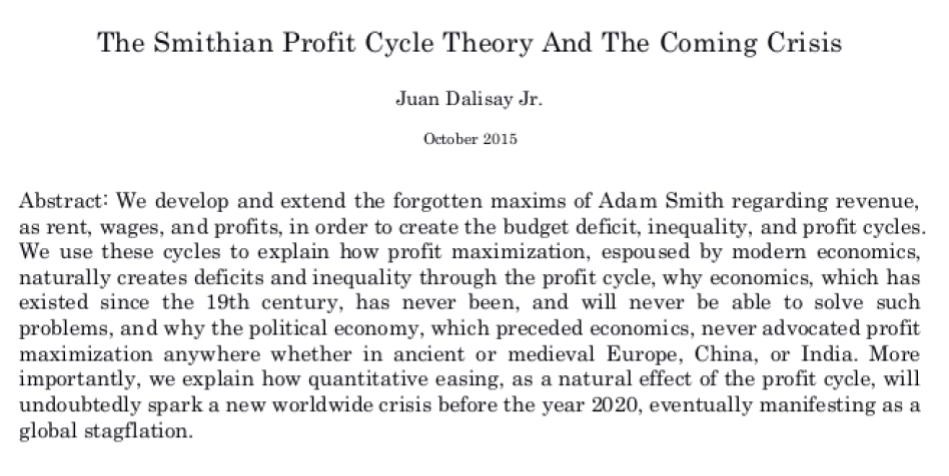 The Smithian Profit Cycle Theory And The Coming Crisis
Juan Dalisay Jr.
October 2015
Abstract: We develop and extend the forgotten maxims of Adam Smith regarding revenue,
as rent, wages, and profits, in order to create the budget deficit, inequality, and profit cycles.
We use these cycles to explain how profit maximization, espoused by modern economics,
naturally creates deficits and inequality through the profit cycle, why economics, which has
existed since the 19th century, has never been, and will never be able to solve such
problems, and why the political economy, which preceded economics, never advocated profit
maximization anywhere whether in ancient or medieval Europe, China, or India. More
importantly, we explain how quantitative easing, as a natural effect of the profit cycle, will
undoubtedly spark a new worldwide crisis before the year 2020, eventually manifesting as a
global stagflation.